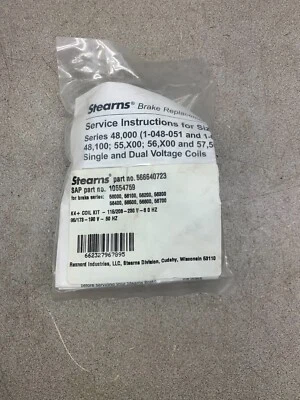 Stearns® Brake Replace
Service Instructions for Siz
Series 48,000 (1-048-051 and 1-
48,100; 55,X00; 56,X00 and 57,5
Single and Dual Voltage Coils
Stearns® part no. 566640723
SAP part no. 10554759
for brake series: 56000, 56100, 56200, 56800
56400, 56500, 56600, 56700
K4+ COIL KIT - 115/208-230 V-60 HZ
95/173-190 V - 50 HZ
662327967895
Rexnord Industries, LLC, Stearns Division, Cudahy, Wisconsin 53110